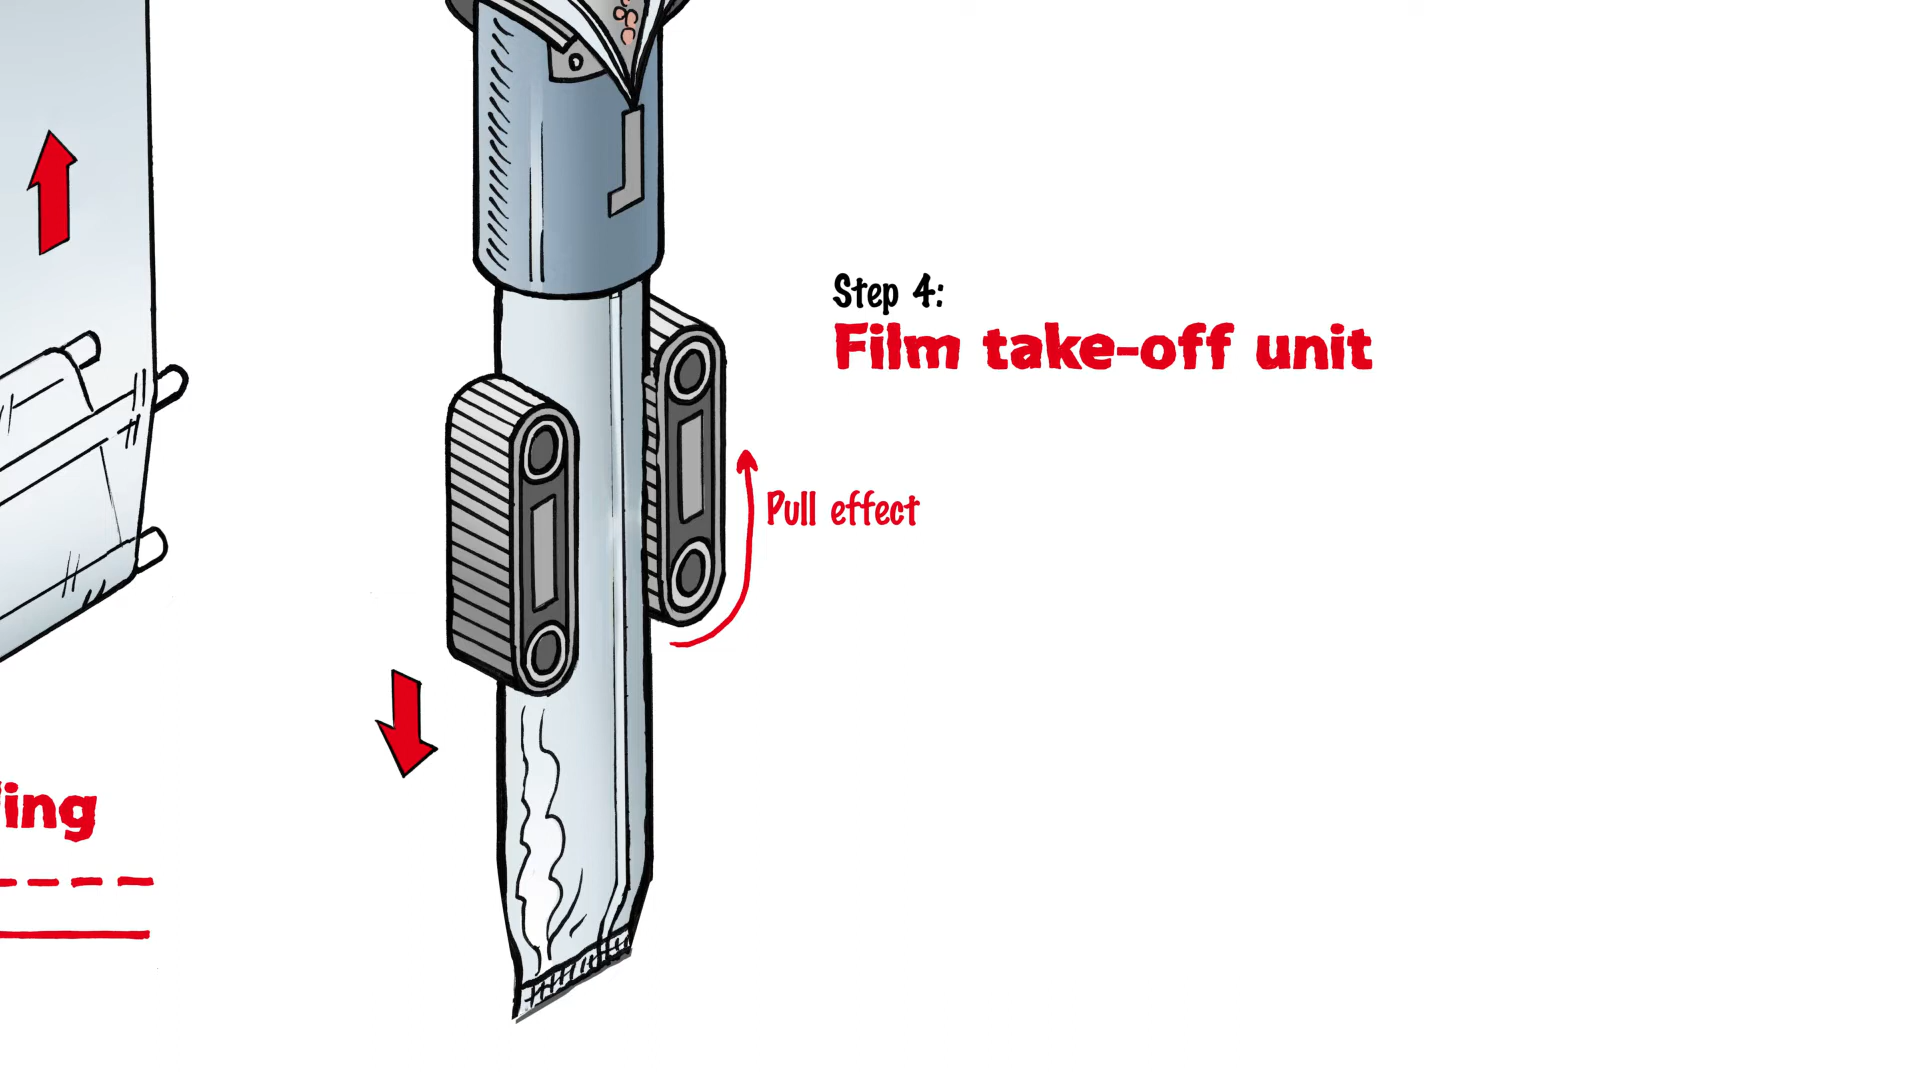 Step 4:
Film take-off unit
Pull effect
ing